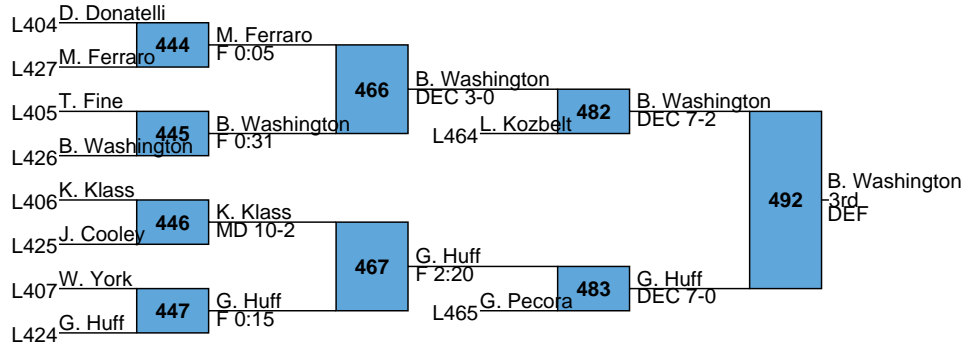 L404 D. Donatelli
444
M. Ferraro
F 0:05
L427 M. Ferraro
466
B. Washington
DEC 3-0
L405 T. Fine
445
B. Washington
F 0:31
L426 B. Washington
L464 L. Kozbelt
482
B. Washington
DEC 7-2
L406 K. Klass
446
K. Klass
MD 10-2
L425 J. Cooley
492
B. Washington
3rd
DEF
467
G. Huff
F 2:20
L407 W. York
447
G. Huff
F 0:15
L424 G. Huff
L465 G. Pecora
483
G. Huff
DEC 7-0